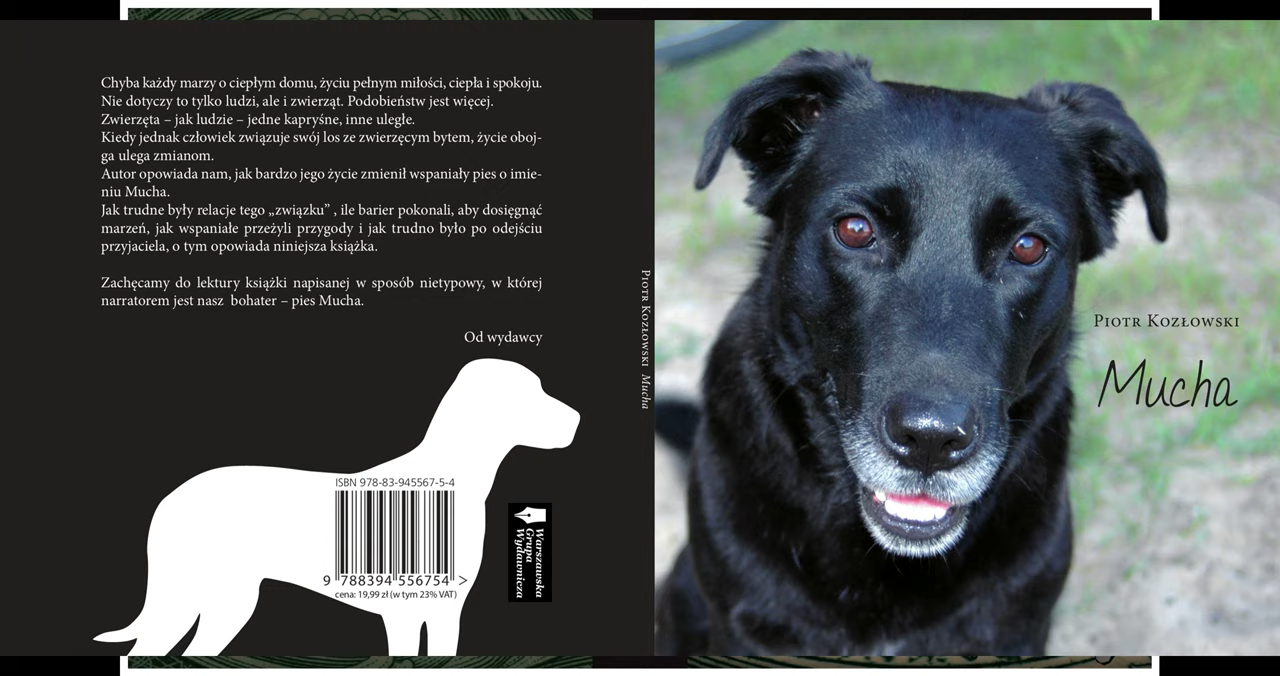 Chyba każdy marzy o ciepłym domu, życiu pełnym miłości, ciepła i spokoju.
Nie dotyczy to tylko ludzi, ale i zwierząt. Podobieństw jest więcej.
Zwierzęta – jak ludzie – jedne kapryśne, inne uległe.
Kiedy jednak człowiek związuje swój los ze zwierzęcym bytem, życie oboj-
ga ulega zmianom.
Autor opowiada nam, jak bardzo jego życie zmienił wspaniały pies o imie-
niu Mucha.
Jak trudne były relacje tego „związku” , ile barier pokonali, aby dosięgnąć
marzeń, jak wspaniałe przeżyli przygody i jak trudno było po odejściu
przyjaciela, o tym opowiada niniejsza książka.
Zachęcamy do lektury książki napisanej w sposób nietypowy, w której
narratorem jest nasz bohater – pies Mucha.
Od wydawcy
ISBN 978-83-945567-5-4
9 788394 556754 >
cena: 19,99 zł (w tym 23% VAT)
Warszawska
Grupa
Wydawnicza
Piotr Kozłowski Mucha
Piotr Kozłowski
Mucha